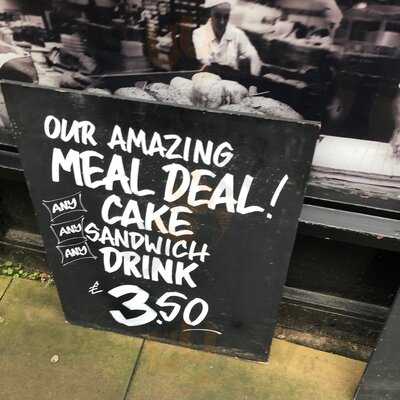 OUR AMAZING
MEAL DEAL!
ANY CAKE
ANY SANDWICH
ANY DRINK
£3.50